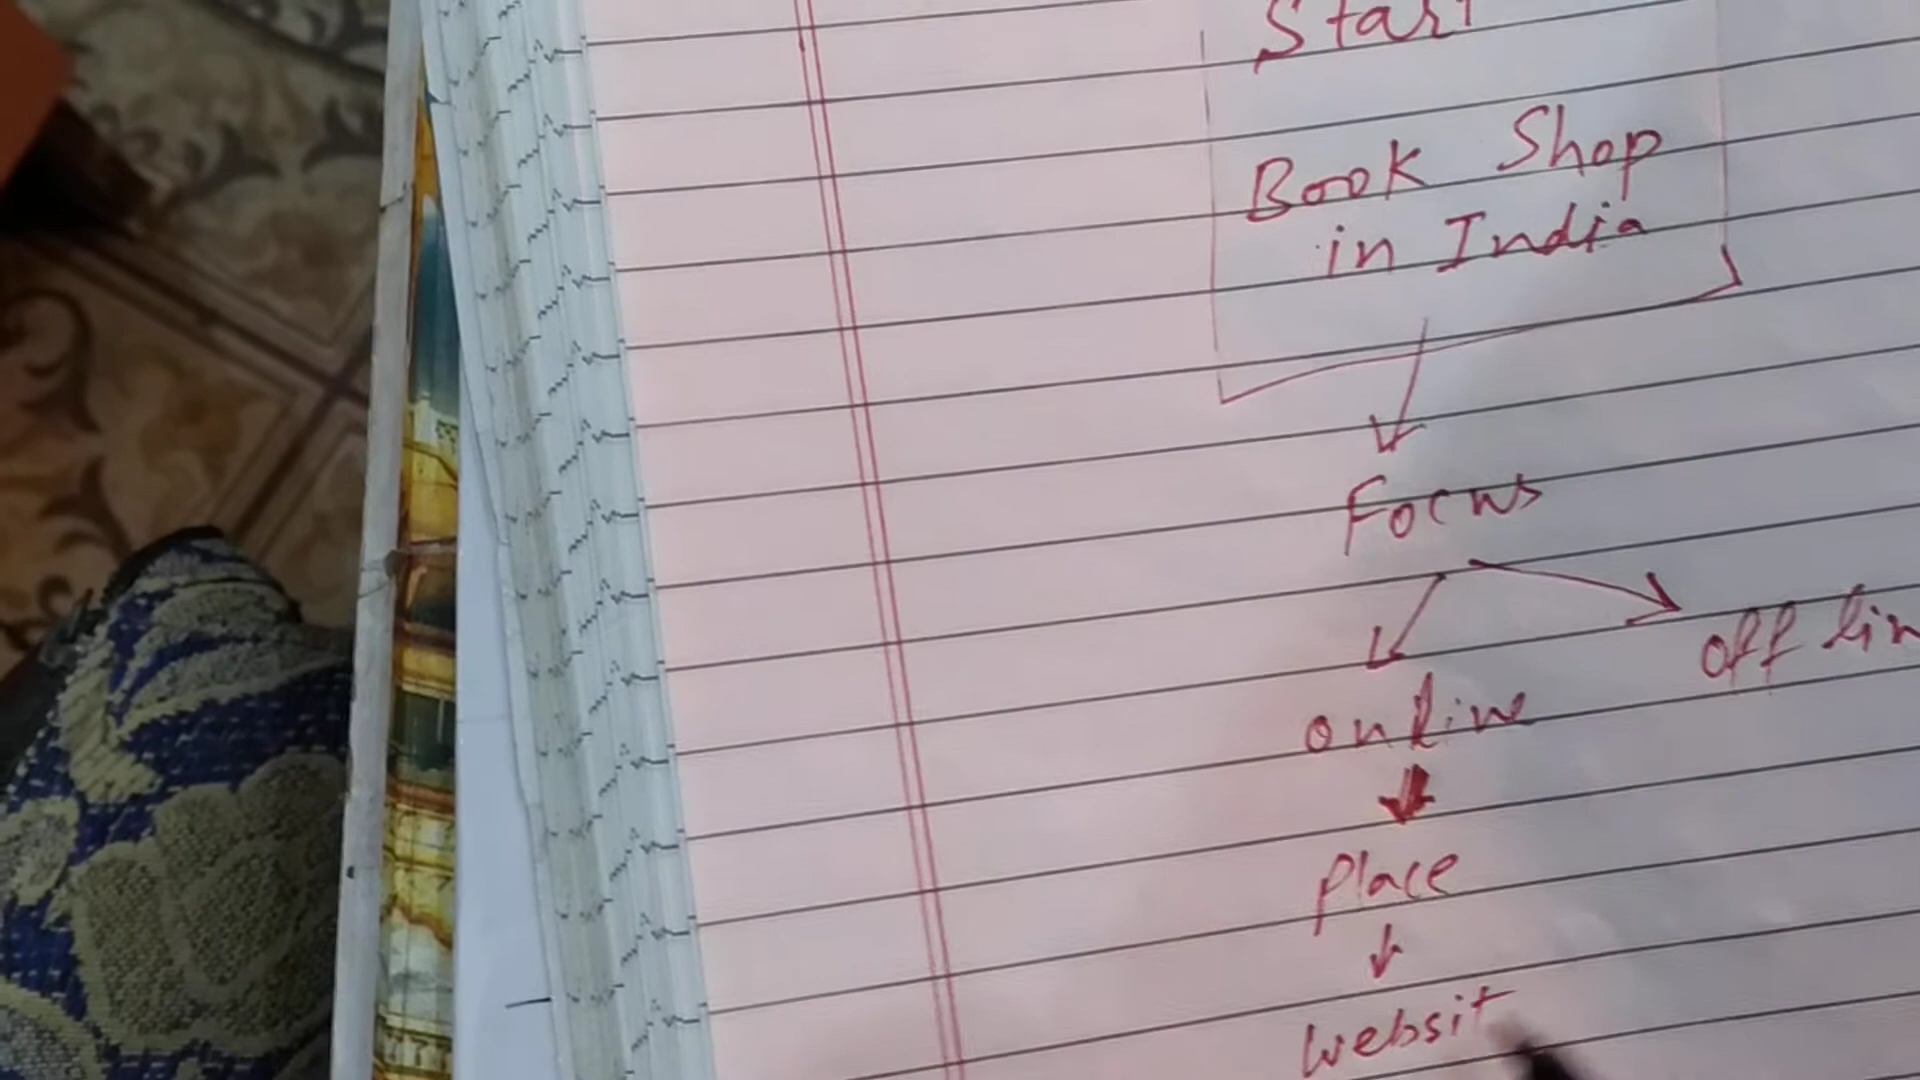 Start
Book Shop
in India
Focus
online
off lin
Place
websit